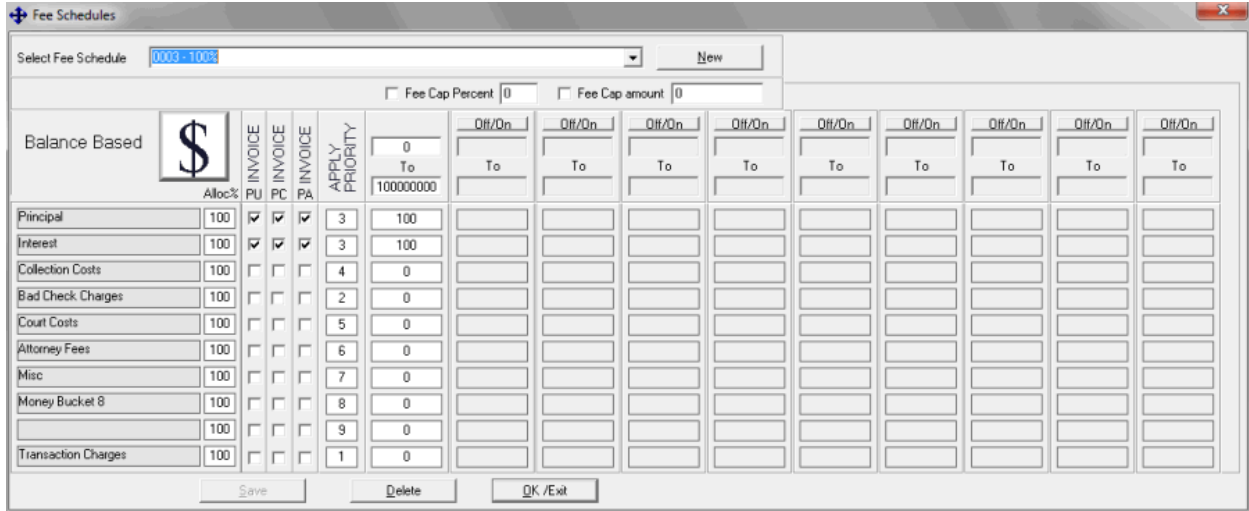 Fee Schedules
x
Select Fee Schedule 0003 - 100% New
Fee Cap Percent 0 Fee Cap amount 0
Balance Based $ Alloc% INVOICE PU INVOICE PC INVOICE PA APPLY PRIORITY 0 To 100000000
Off/On Off/On Off/On Off/On Off/On Off/On Off/On Off/On Off/On
To To To To To To To To To
Principal 100 3 100
Interest 100 3 100
Collection Costs 100 4 0
Bad Check Charges 100 2 0
Court Costs 100 5 0
Attorney Fees 100 6 0
Misc 100 7 0
Money Bucket 8 100 8 0
100 9 0
Transaction Charges 100 1 0
Save Delete OK /Exit